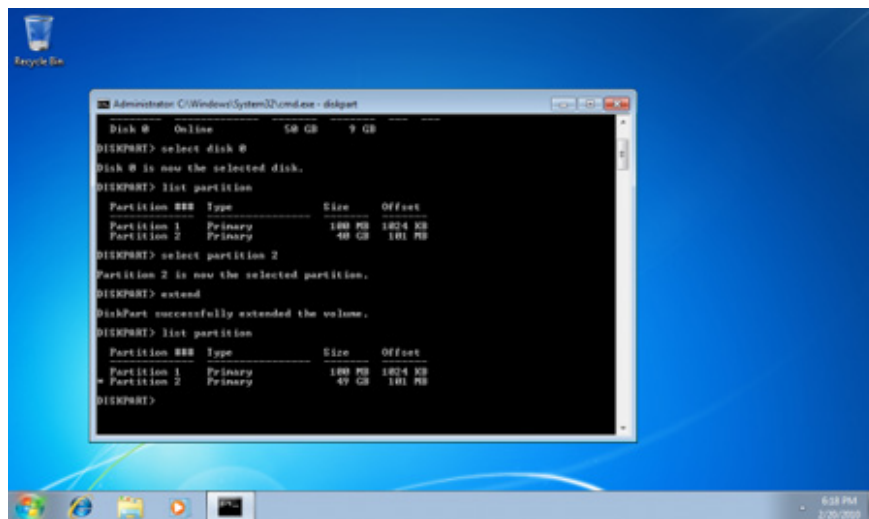 Recycle Bin
Administrator: C:\Windows\System32\cmd.exe - diskpart
Disk 0 Online 50 GB 9 GB
DISKPART> select disk 0
Disk 0 is now the selected disk.
DISKPART> list partition
Partition ### Type Size Offset
Partition 1 Primary 100 MB 1024 KB
Partition 2 Primary 40 GB 101 MB
DISKPART> select partition 2
Partition 2 is now the selected partition.
DISKPART> extend
DiskPart successfully extended the volume.
DISKPART> list partition
Partition ### Type Size Offset
Partition 1 Primary 100 MB 1024 KB
* Partition 2 Primary 49 GB 101 MB
DISKPART>
6:18 PM
2/20/2010